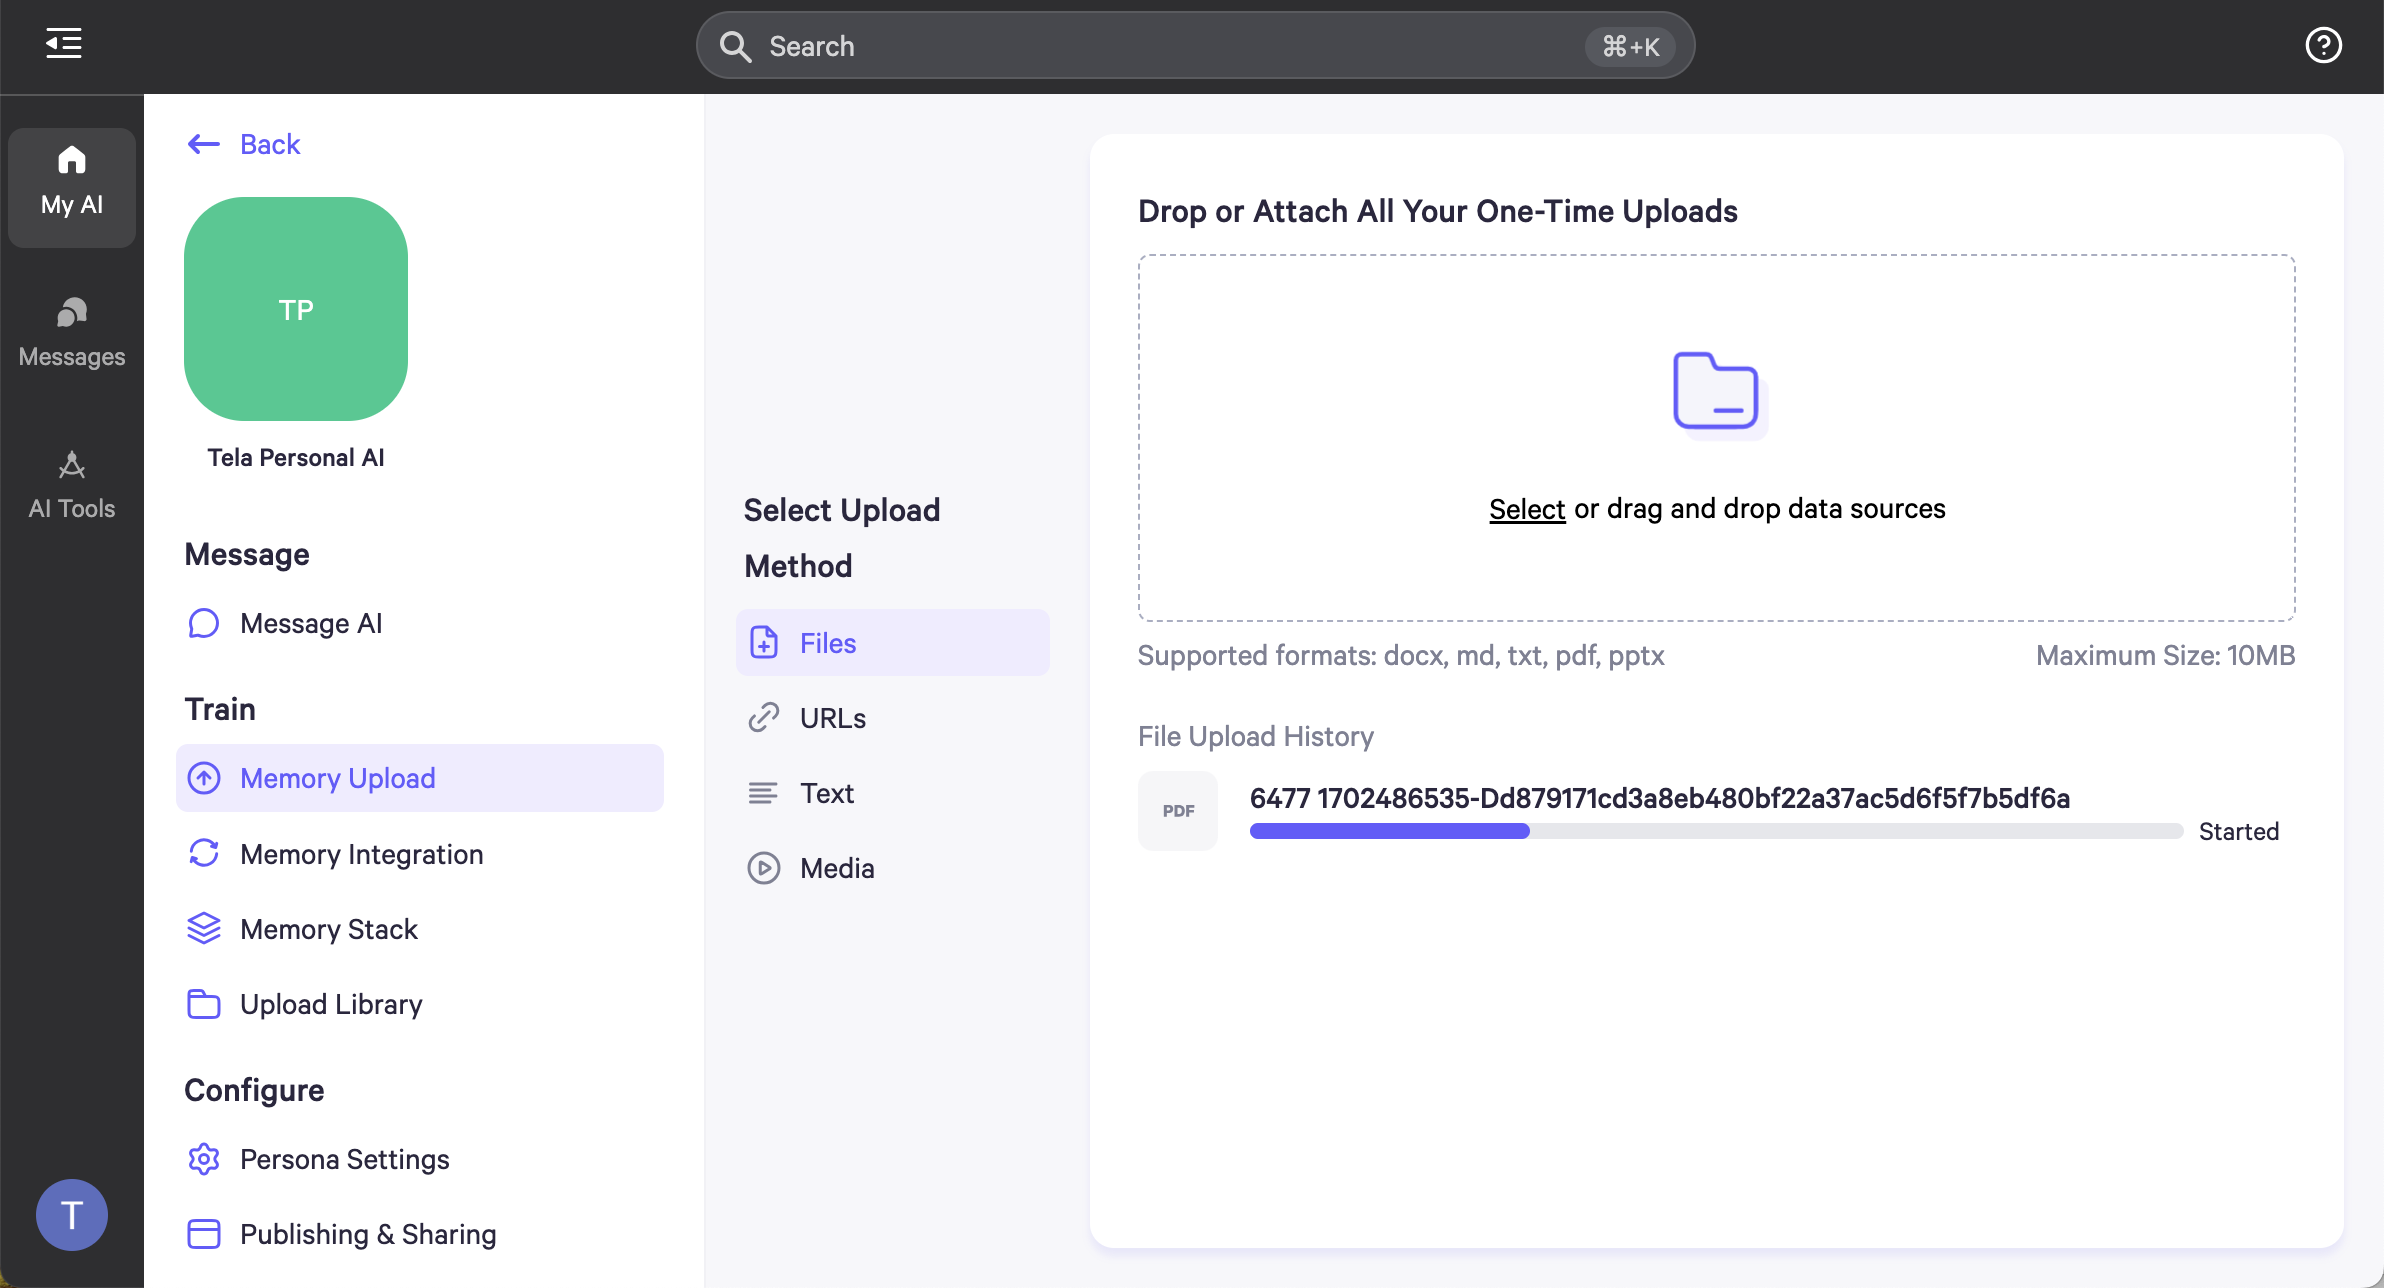 Search
⌘+K
My AI
Messages
AI Tools
T
Back
TP
Tela Personal AI
Message
Message AI
Train
Memory Upload
Memory Integration
Memory Stack
Upload Library
Configure
Persona Settings
Publishing & Sharing
Select Upload
Method
Files
URLs
Text
Media
Drop or Attach All Your One-Time Uploads
Select or drag and drop data sources
Supported formats: docx, md, txt, pdf, pptx
Maximum Size: 10MB
File Upload History
PDF
6477 1702486535-Dd879171cd3a8eb480bf22a37ac5d6f5f7b5df6a
Started